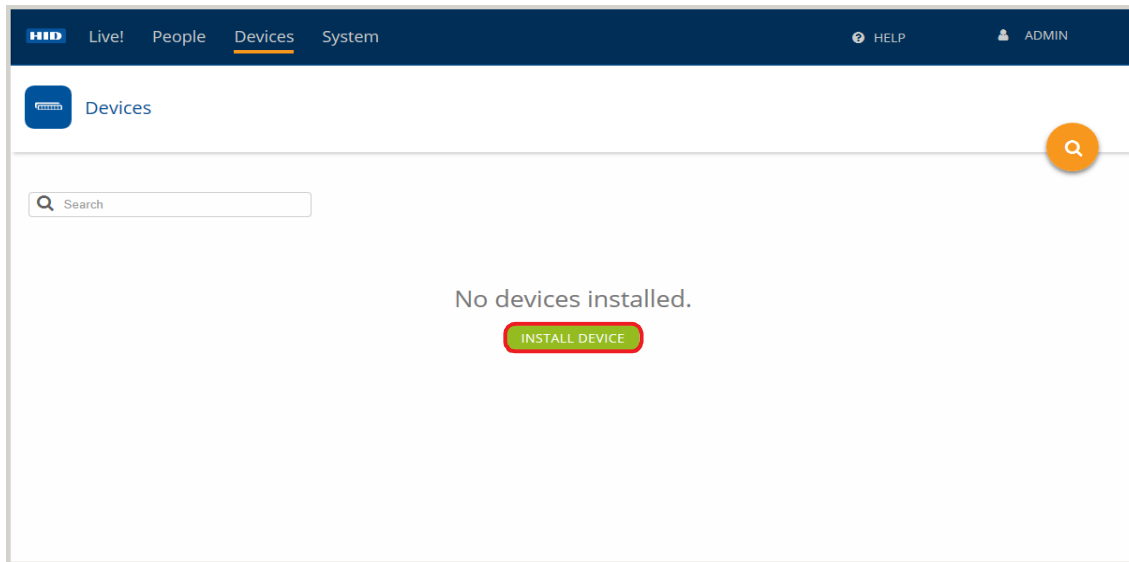 HID Live! People Devices System HELP ADMIN
Devices
Search
No devices installed.
INSTALL DEVICE